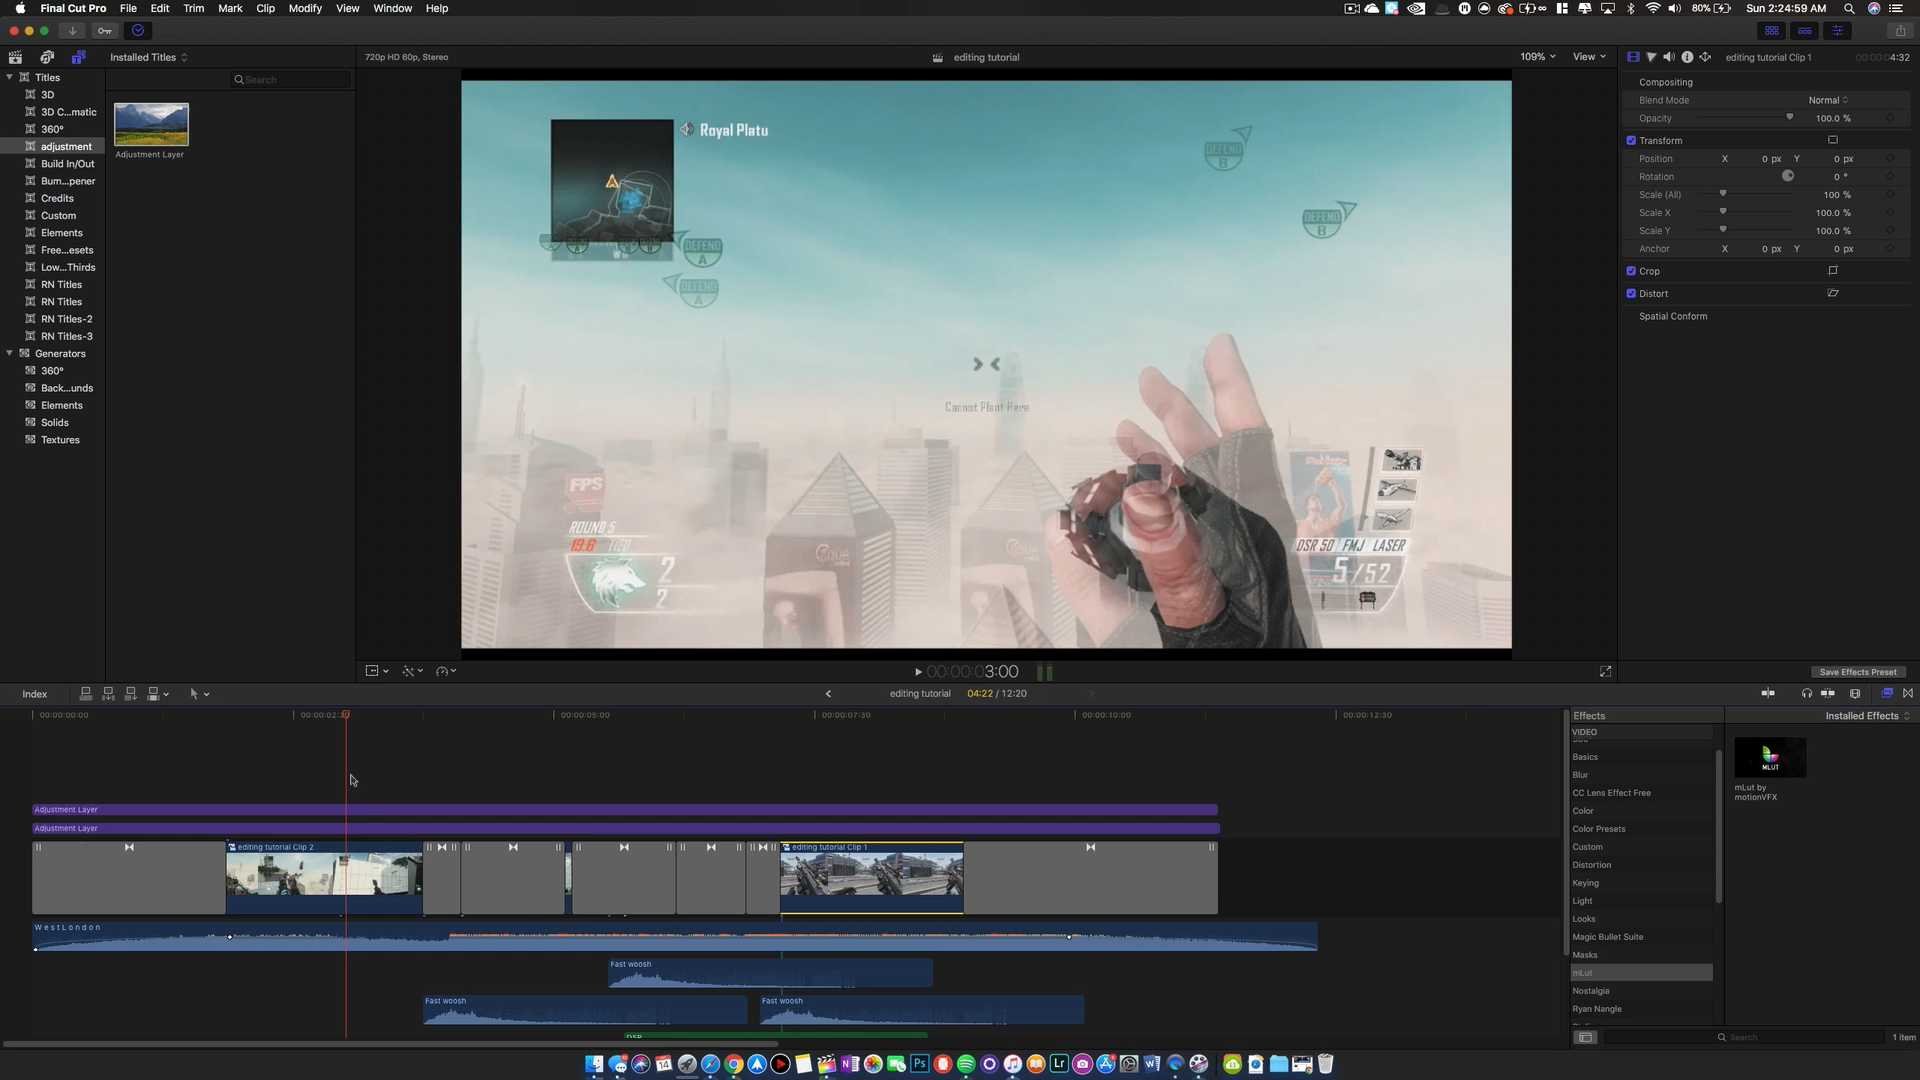 Final Cut Pro File Edit Trim Mark Clip Modify View Window Help
80% Sun 2:24:59 AM
Installed Titles
Search
720p HD 60p, Stereo
editing tutorial
109%
View
editing tutorial Clip 1
4:32
Titles
3D
3D C...matic
360°
adjustment
Build In/Out
Bum...pener
Credits
Custom
Elements
Free...esets
Low...Thirds
RN Titles
RN Titles
RN Titles-2
RN Titles-3
Generators
360°
Back...unds
Elements
Solids
Textures
Adjustment Layer
Royal Platu
DEFEND
B
DEFEND
B
DEFEND
A
DEFEND
A
Cannot Plant Here
FPS
ROUND 5
19.6
2
2
DSR 50 FMJ LASER
5/52
Compositing
Blend Mode Normal
Opacity 100.0 %
Transform
Position X 0 px Y 0 px
Rotation 0 °
Scale (All) 100 %
Scale X 100.0 %
Scale Y 100.0 %
Anchor X 0 px Y 0 px
Crop
Distort
Spatial Conform
Save Effects Preset
00:00:03:00
Index
editing tutorial 04:22 / 12:20
00:00:00:00
00:00:02:30
00:00:05:00
00:00:07:30
00:00:10:00
00:00:12:30
Adjustment Layer
Adjustment Layer
editing tutorial Clip 2
editing tutorial Clip 1
WestLondon
Fast woosh
Fast woosh
Fast woosh
DSR
Effects
Installed Effects
VIDEO
Basics
Blur
CC Lens Effect Free
Color
Color Presets
Custom
Distortion
Keying
Light
Looks
Magic Bullet Suite
Masks
mLut
Nostalgia
Ryan Nangle
MLUT
mLut by
motionVFX
Search
1 item